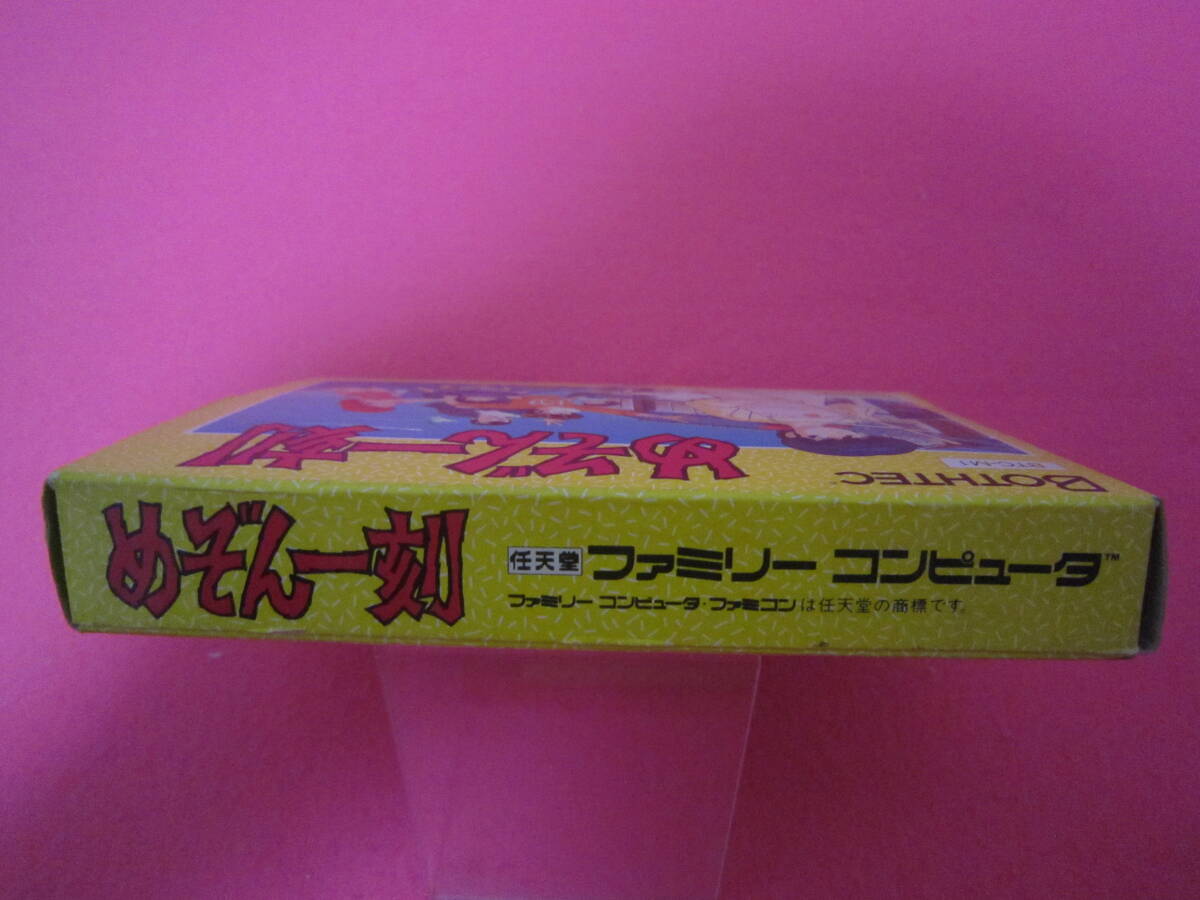 めぞん一刻
BTC-M1
BOTHTEC
めぞん一刻
任天堂 ファミリー コンピュータ™
ファミリー コンピュータ・ファミコンは任天堂の商標です。